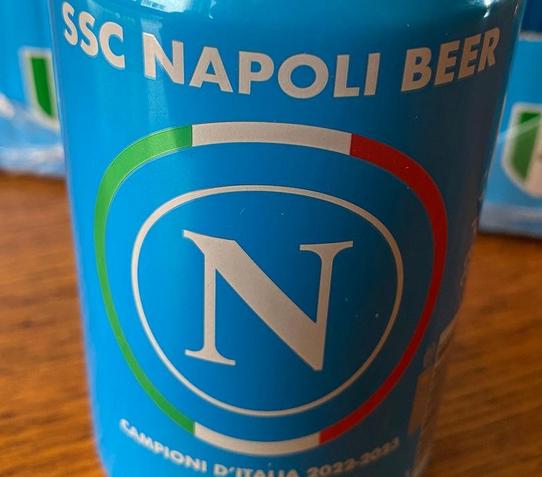 SSC NAPOLI BEER
N
CAMPIONI D'ITALIA 2022-2023